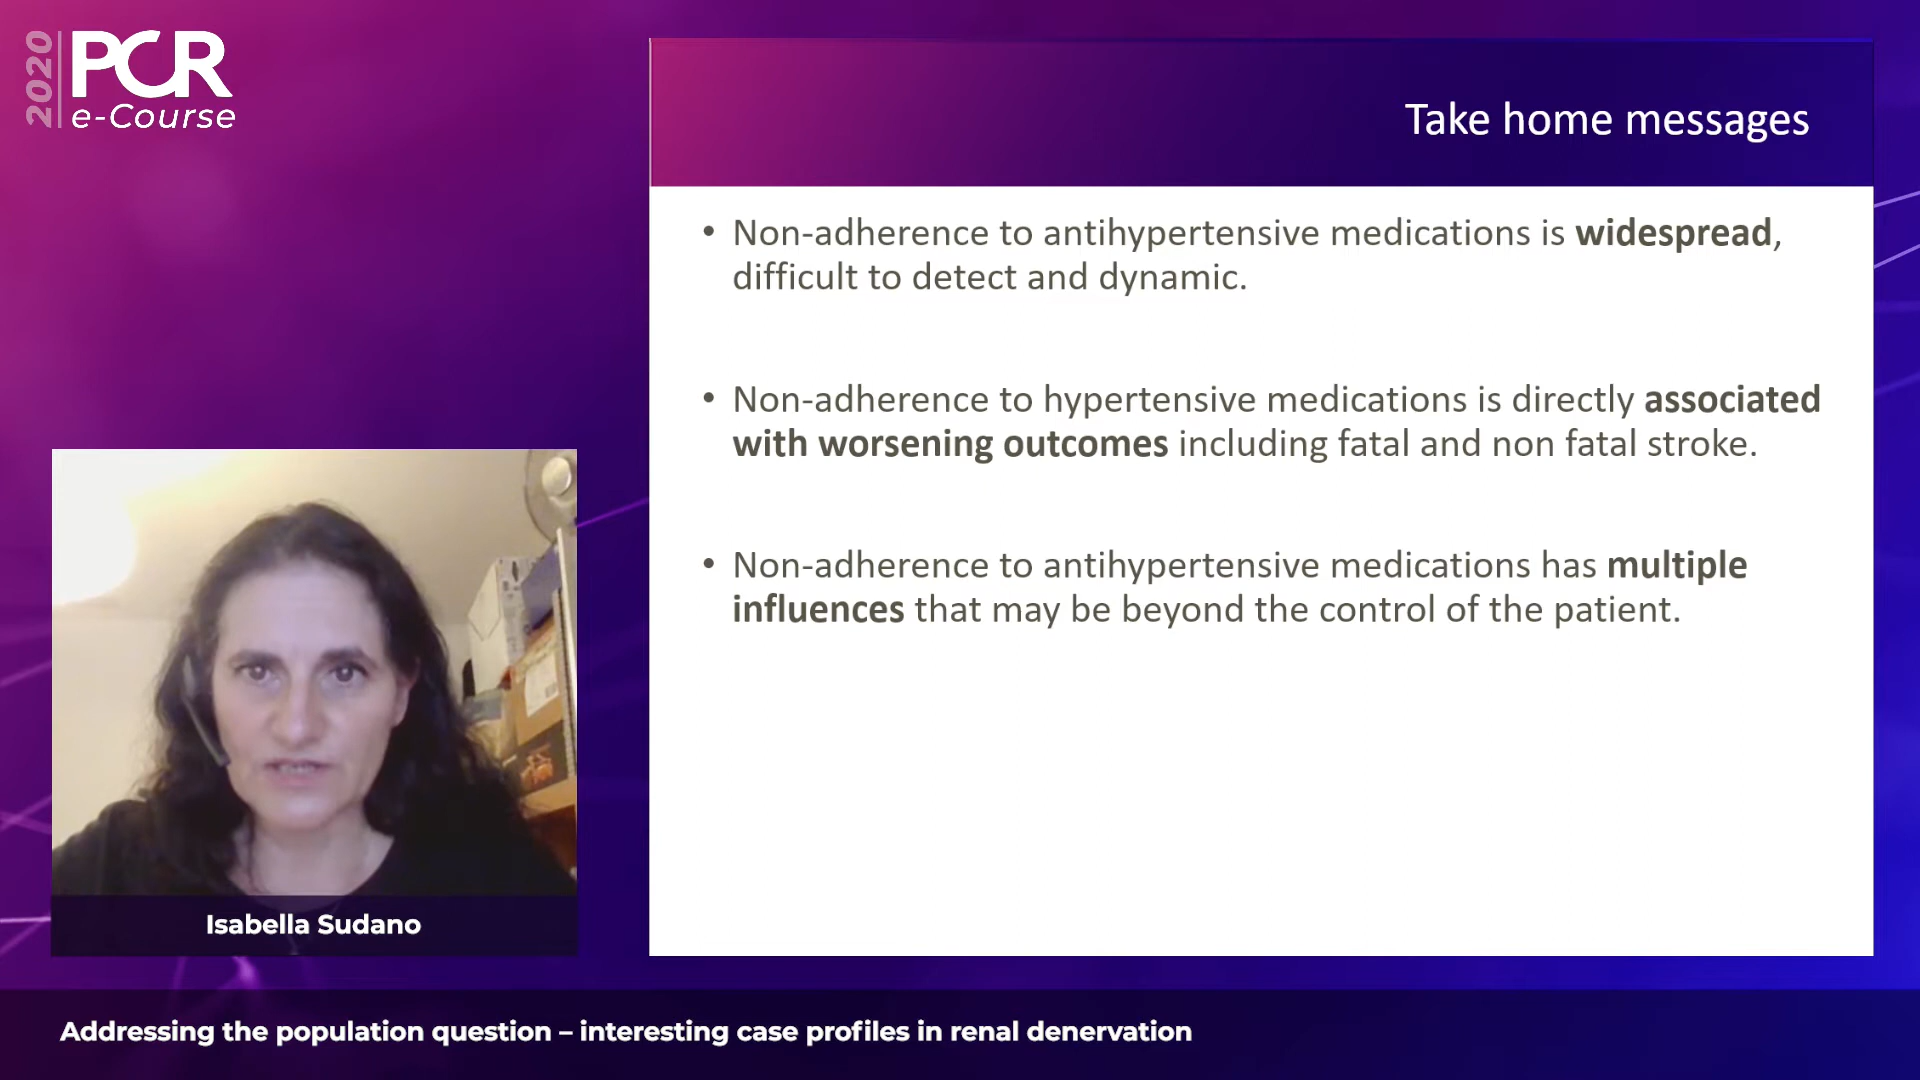 2020
PCR
e-Course
Take home messages
• Non-adherence to antihypertensive medications is widespread,
difficult to detect and dynamic.
• Non-adherence to hypertensive medications is directly associated
with worsening outcomes including fatal and non fatal stroke.
• Non-adherence to antihypertensive medications has multiple
influences that may be beyond the control of the patient.
Isabella Sudano
Addressing the population question – interesting case profiles in renal denervation